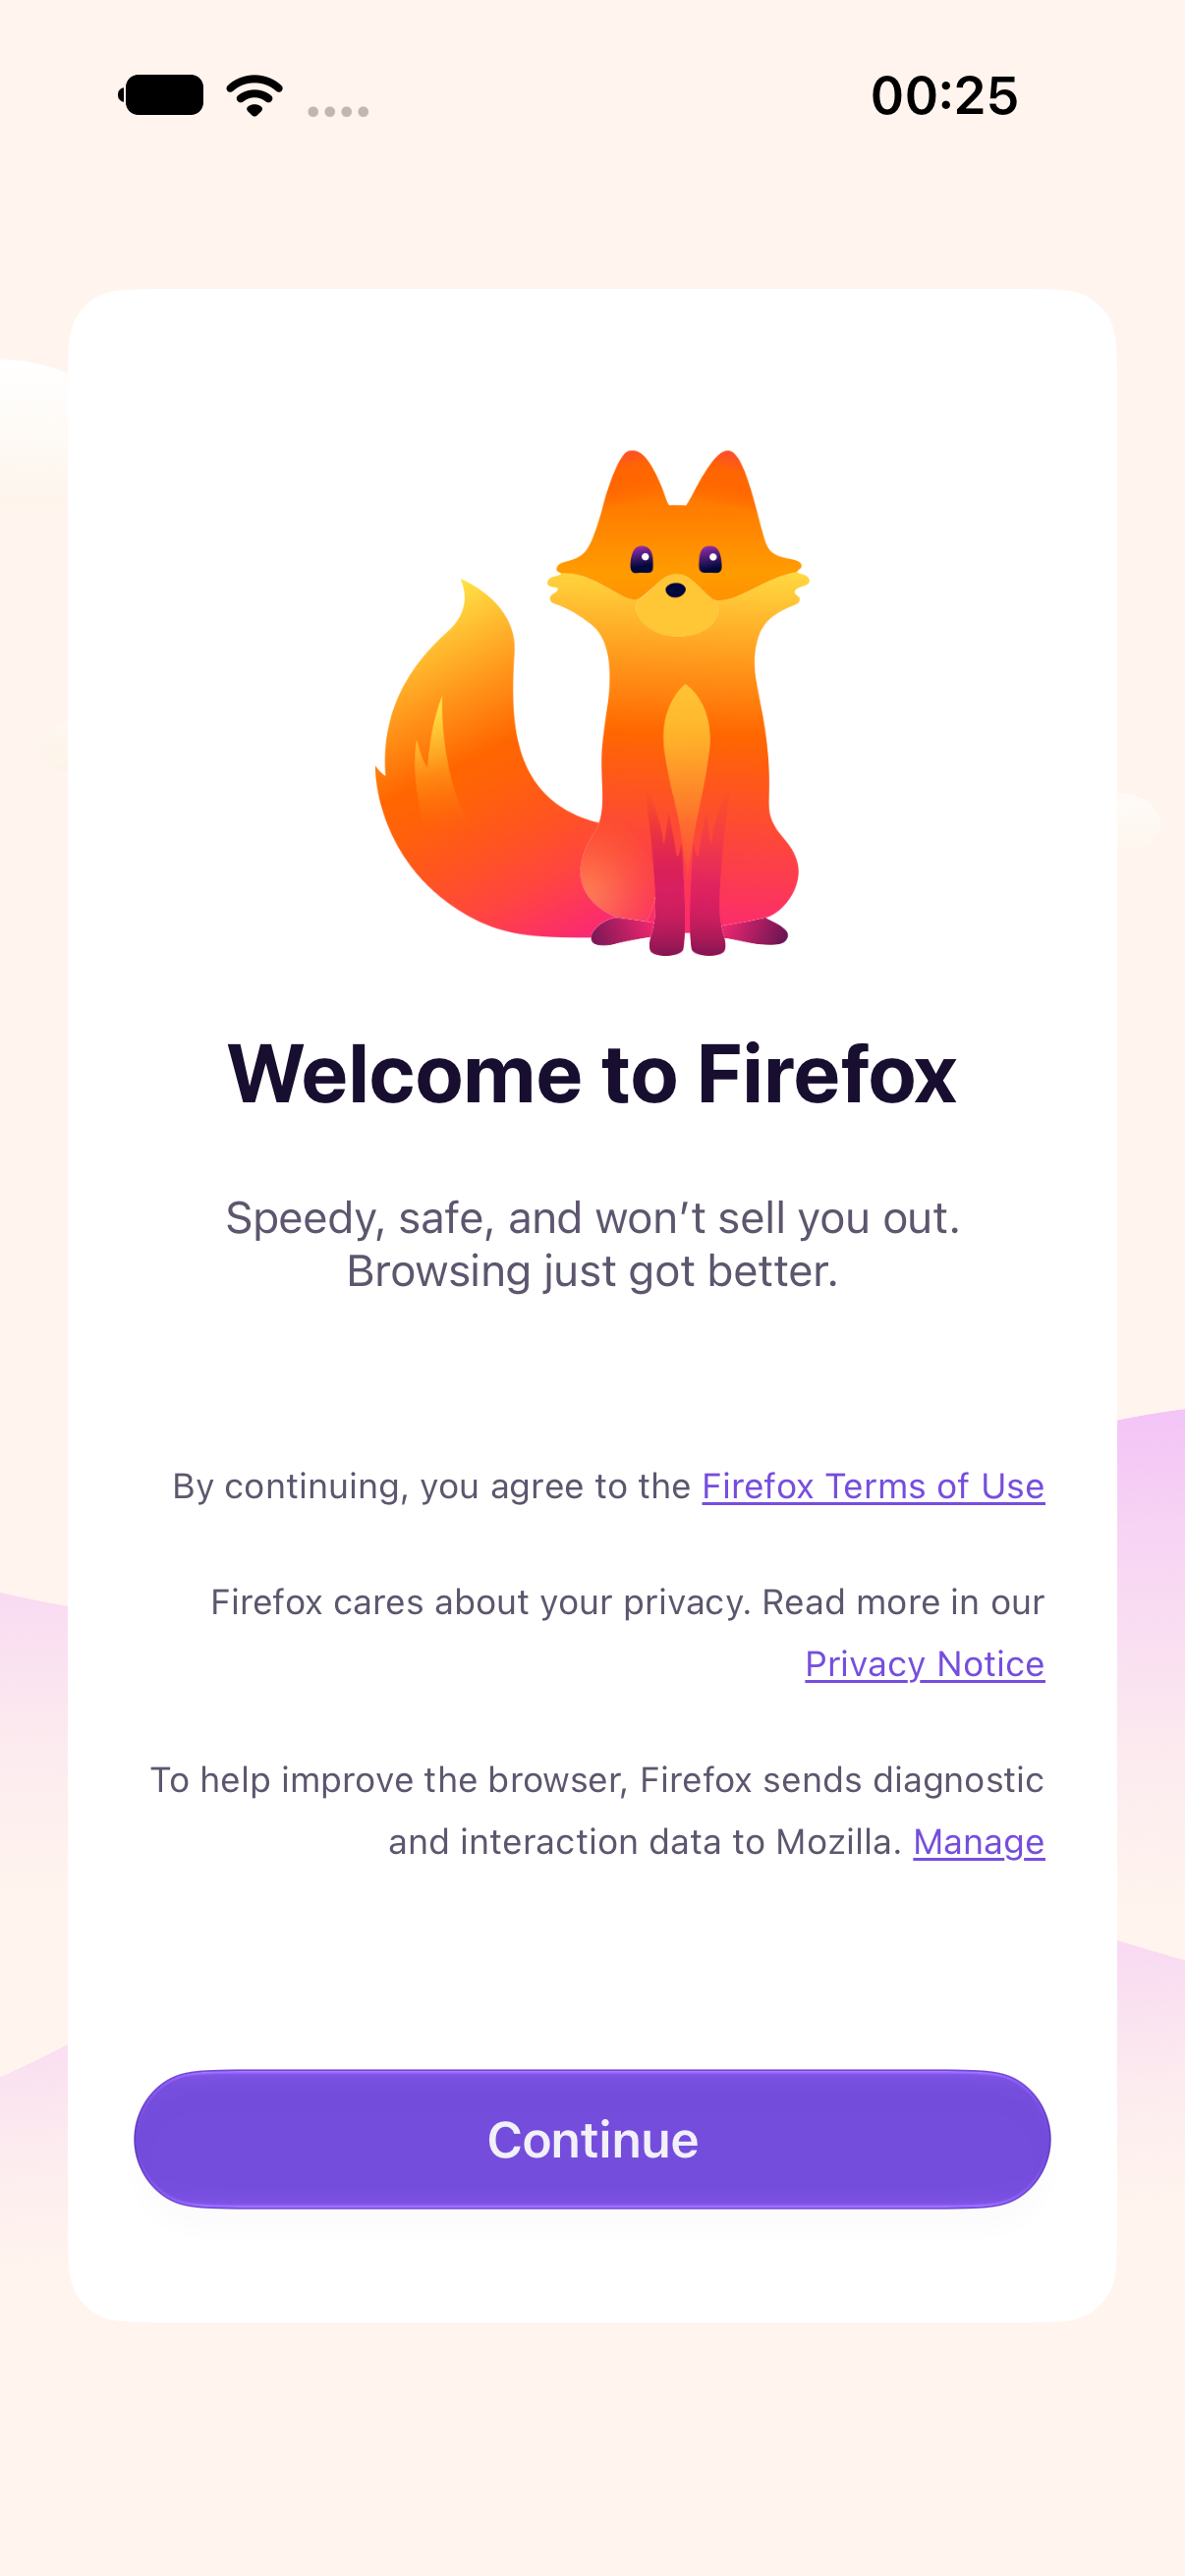 00:25
Welcome to Firefox
Speedy, safe, and won’t sell you out.
Browsing just got better.
By continuing, you agree to the Firefox Terms of Use
Firefox cares about your privacy. Read more in our
Privacy Notice
To help improve the browser, Firefox sends diagnostic
and interaction data to Mozilla. Manage
Continue